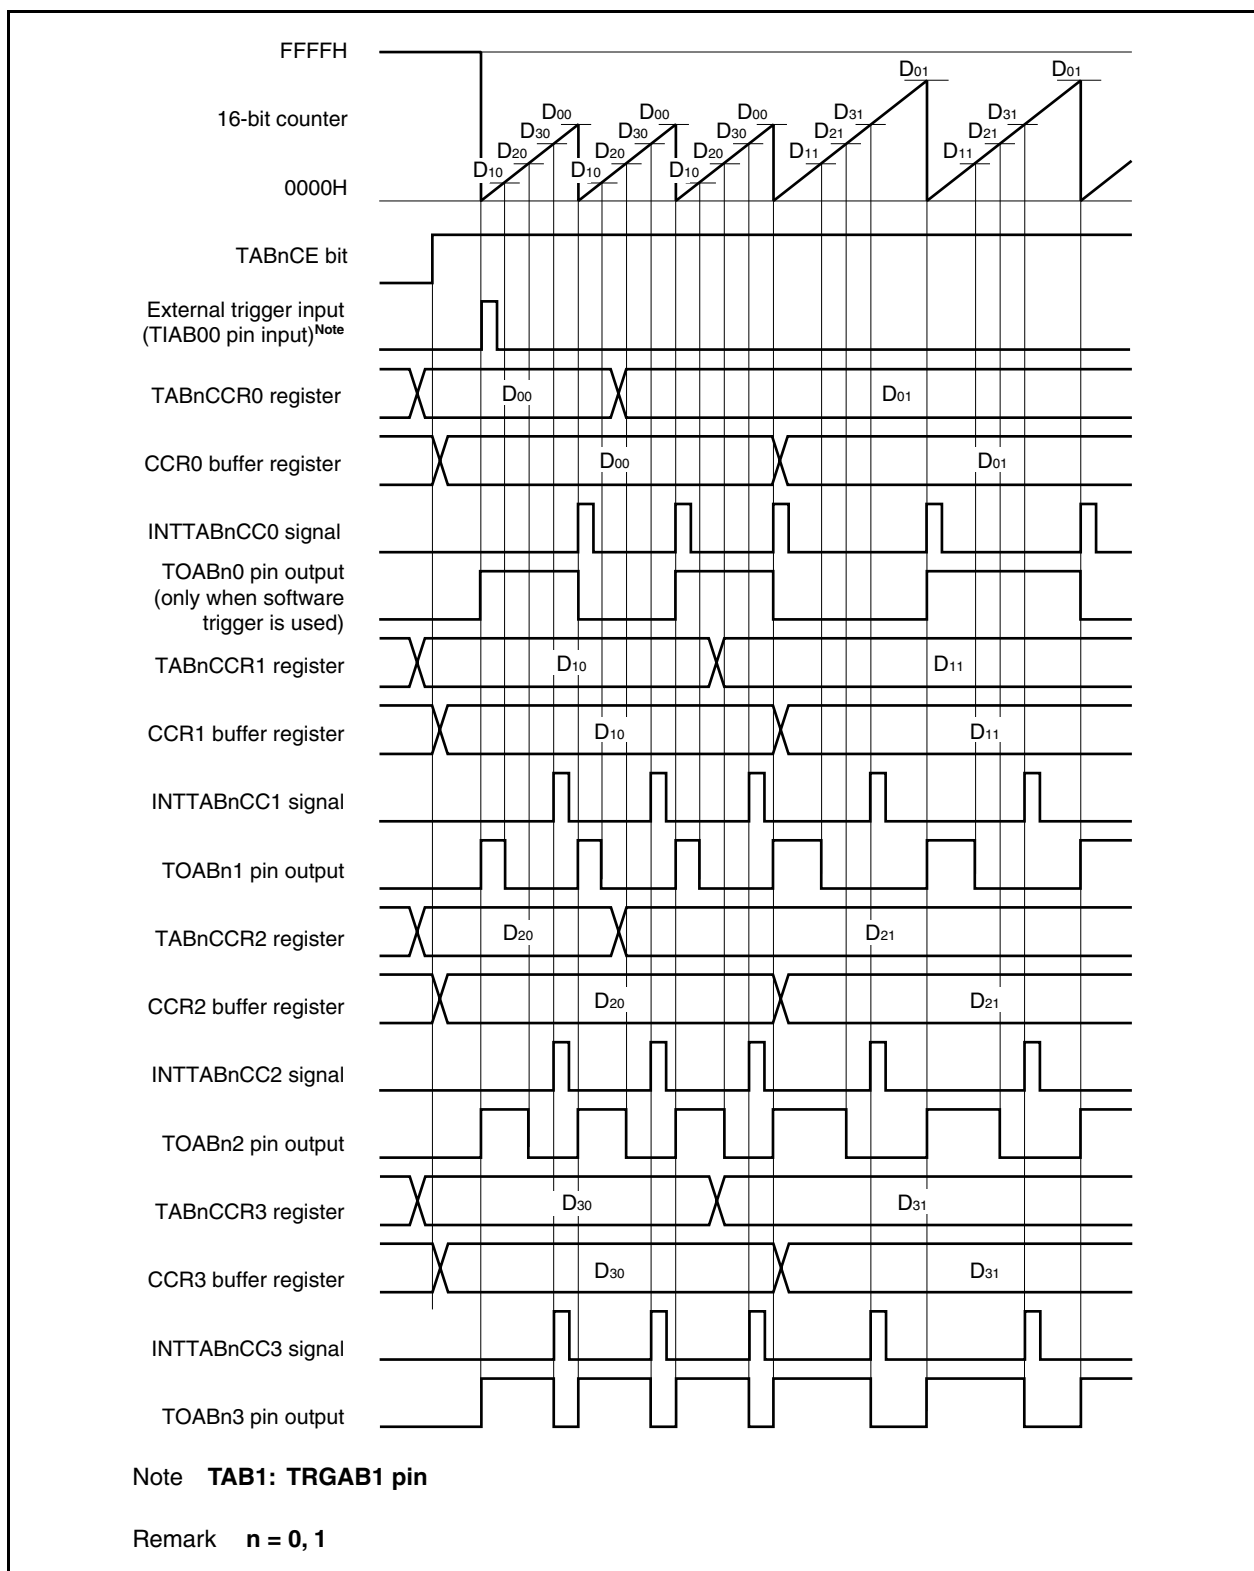 FFFFH
16-bit counter
0000H
D10 D20 D30 D00 D10 D20 D30 D00 D10 D20 D30 D00 D11 D21 D31 D01 D11 D21 D31 D01
TABnCE bit
External trigger input
(TIAB00 pin input)Note
TABnCCR0 register D00 D01
CCR0 buffer register D00 D01
INTTABnCC0 signal
TOABn0 pin output
(only when software
trigger is used)
TABnCCR1 register D10 D11
CCR1 buffer register D10 D11
INTTABnCC1 signal
TOABn1 pin output
TABnCCR2 register D20 D21
CCR2 buffer register D20 D21
INTTABnCC2 signal
TOABn2 pin output
TABnCCR3 register D30 D31
CCR3 buffer register D30 D31
INTTABnCC3 signal
TOABn3 pin output
Note TAB1: TRGAB1 pin
Remark n = 0, 1